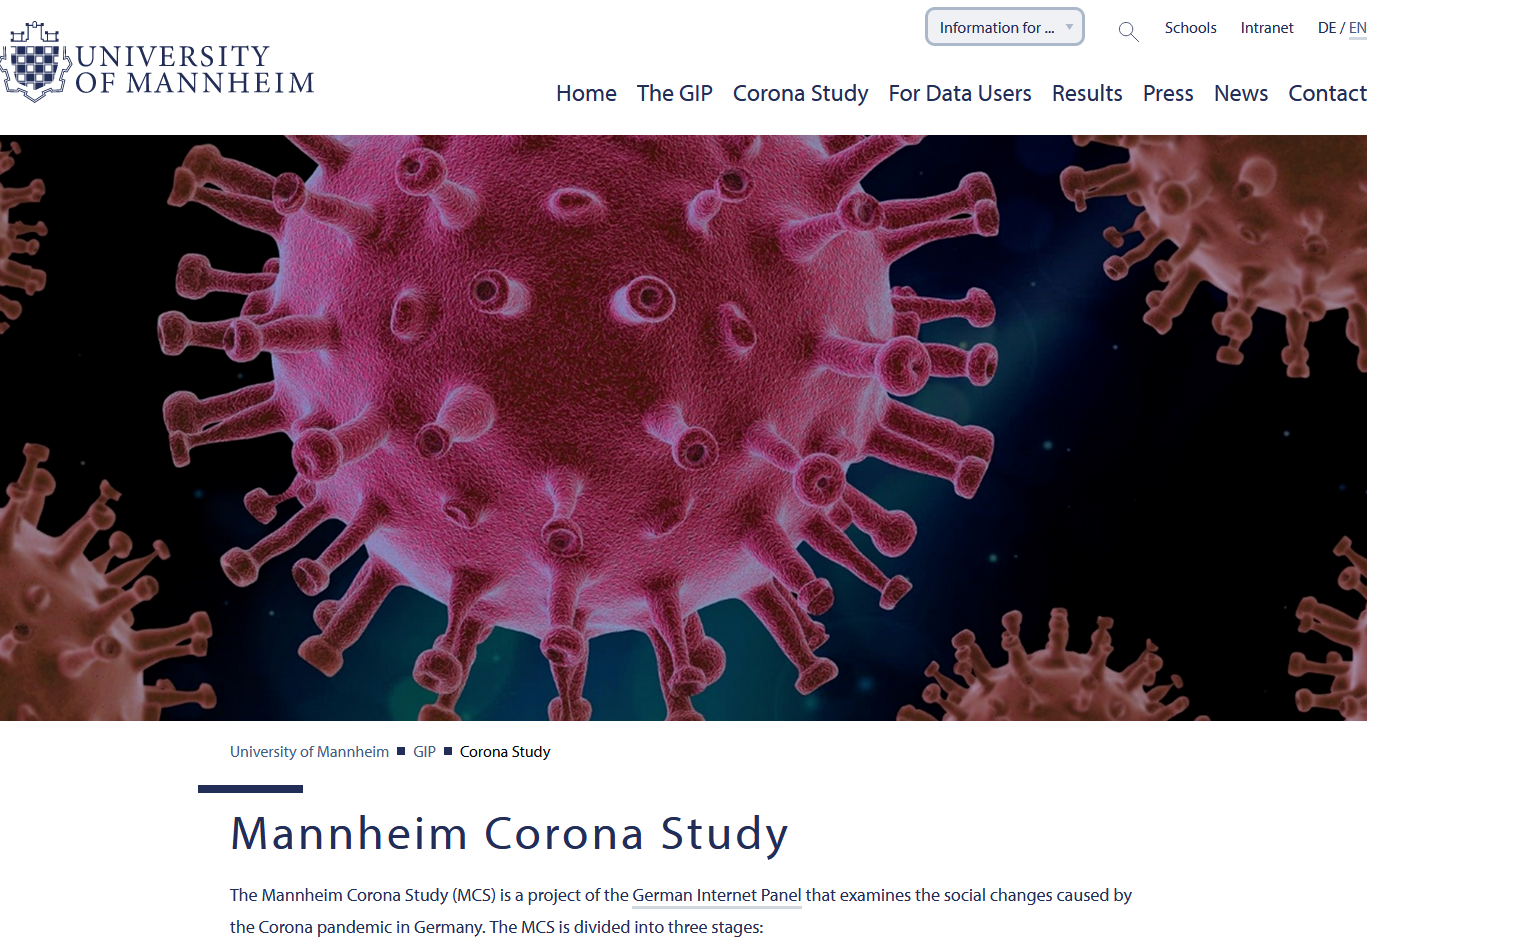 UNIVERSITY
OF MANNHEIM
Information for ...
Schools
Intranet
DE / EN
Home
The GIP
Corona Study
For Data Users
Results
Press
News
Contact
University of Mannheim
GIP
Corona Study
Mannheim Corona Study
The Mannheim Corona Study (MCS) is a project of the German Internet Panel that examines the social changes caused by
the Corona pandemic in Germany. The MCS is divided into three stages: